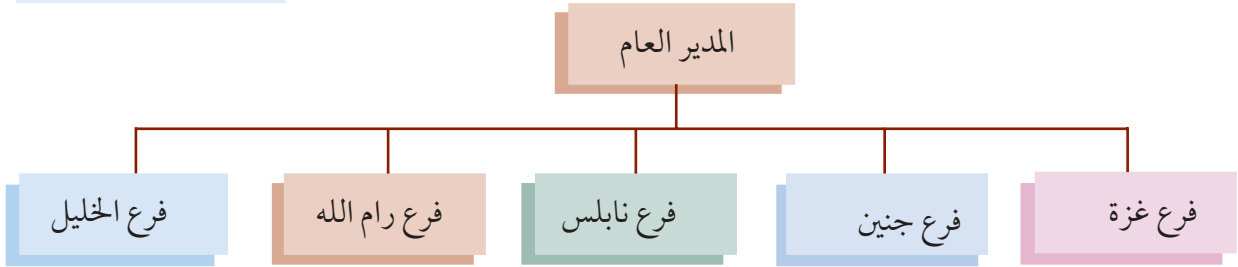 المدير العام
فرع غزة
فرع جنين
فرع نابلس
فرع رام الله
فرع الخليل